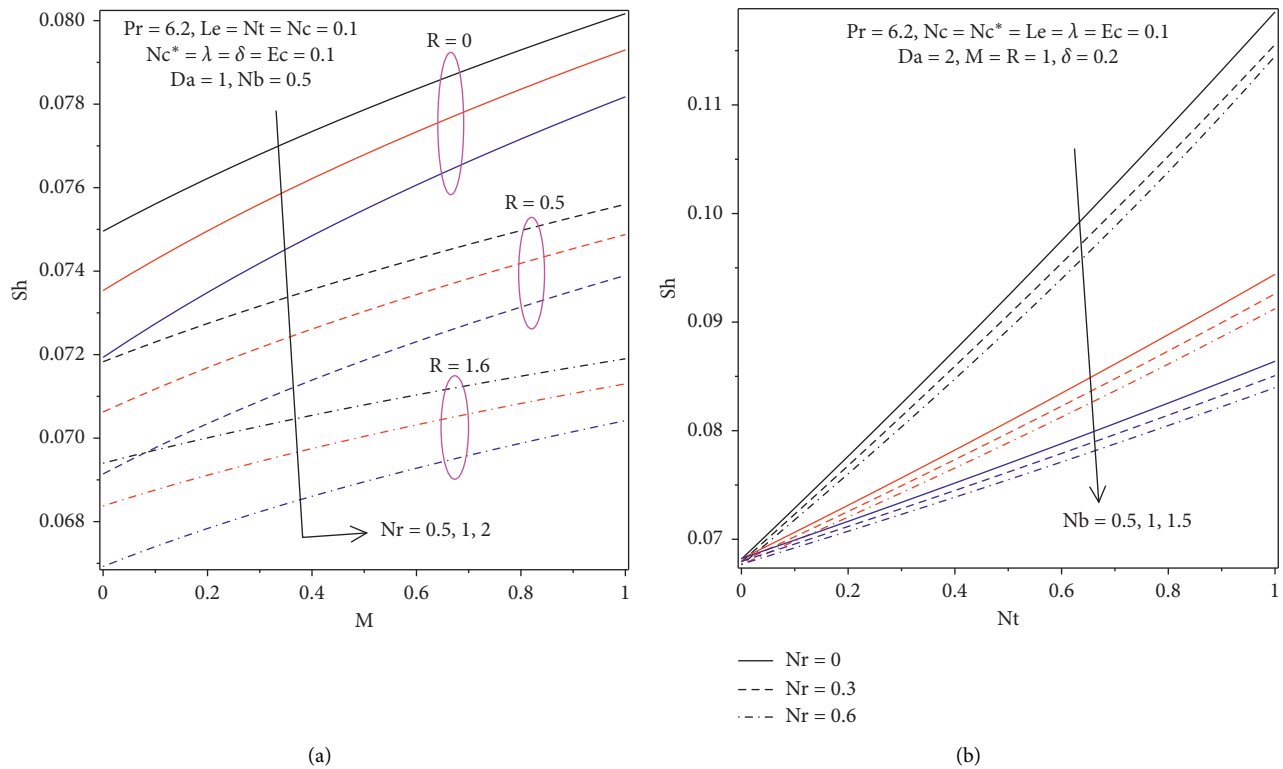 Pr = 6.2, Le = Nt = Nc = 0.1
Nc* = λ = δ = Ec = 0.1
Da = 1, Nb = 0.5
R = 0
R = 0.5
R = 1.6
Nr = 0.5, 1, 2
0.080
0.078
0.076
0.074
0.072
0.070
0.068
Sh
0
0.2
0.4
0.6
0.8
1
M
(a)
Pr = 6.2, Nc = Nc* = Le = λ = Ec = 0.1
Da = 2, M = R = 1, δ = 0.2
Nb = 0.5, 1, 1.5
0.11
0.10
0.09
0.08
0.07
Sh
0
0.2
0.4
0.6
0.8
1
Nt
Nr = 0
Nr = 0.3
Nr = 0.6
(b)